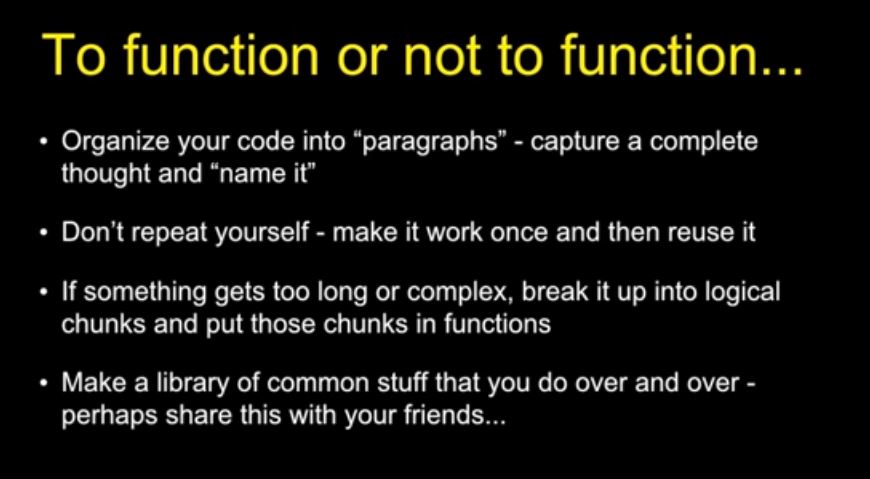 To function or not to function...
• Organize your code into “paragraphs” - capture a complete
thought and “name it”
• Don’t repeat yourself - make it work once and then reuse it
• If something gets too long or complex, break it up into logical
chunks and put those chunks in functions
• Make a library of common stuff that you do over and over -
perhaps share this with your friends...